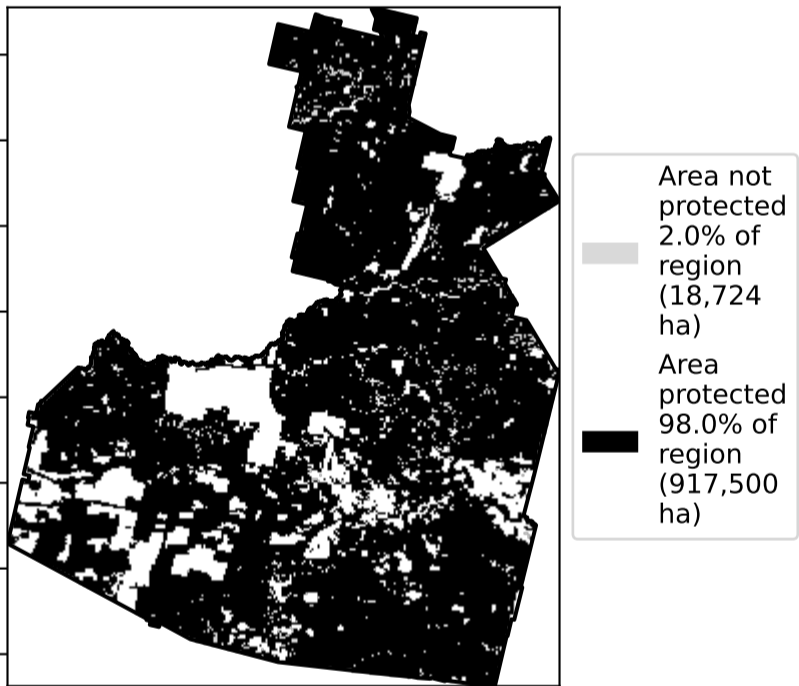 Area not
protected
2.0% of
region
(18,724
ha)
Area
protected
98.0% of
region
(917,500
ha)